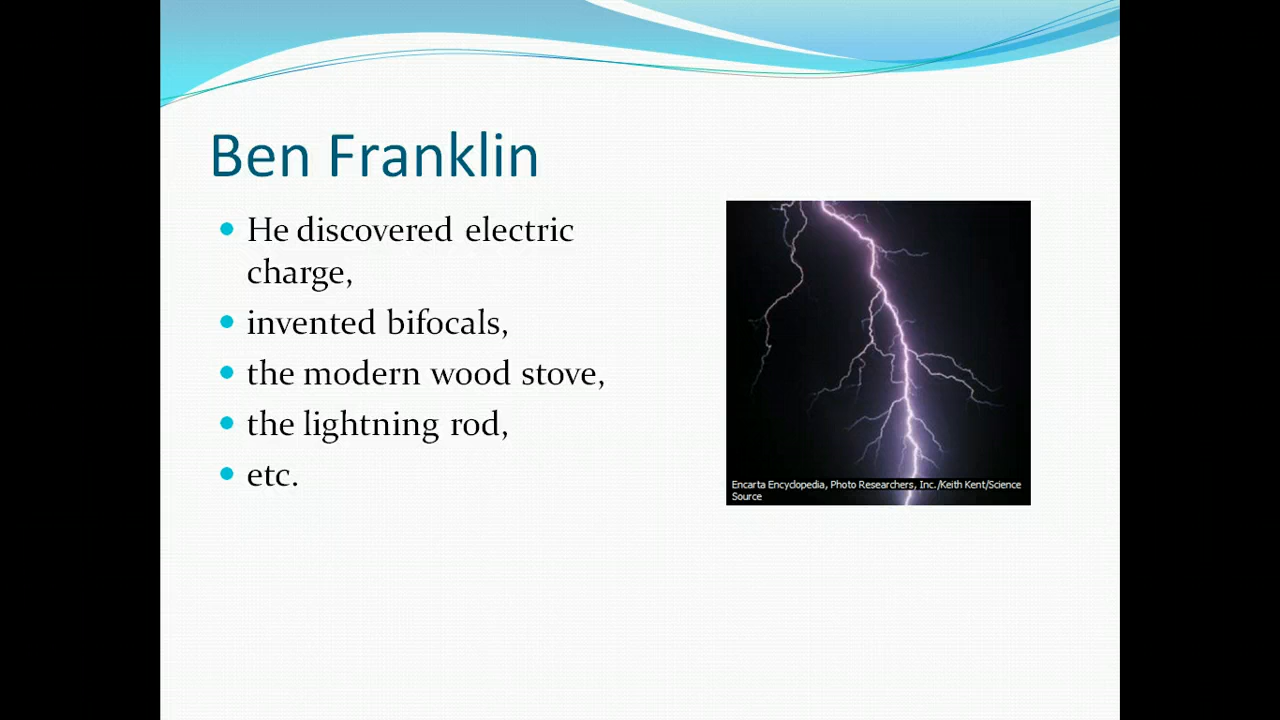 Ben Franklin
He discovered electric
charge,
invented bifocals,
the modern wood stove,
the lightning rod,
etc.
Encarta Encyclopedia, Photo Researchers, Inc./Keith Kent/Science
Source